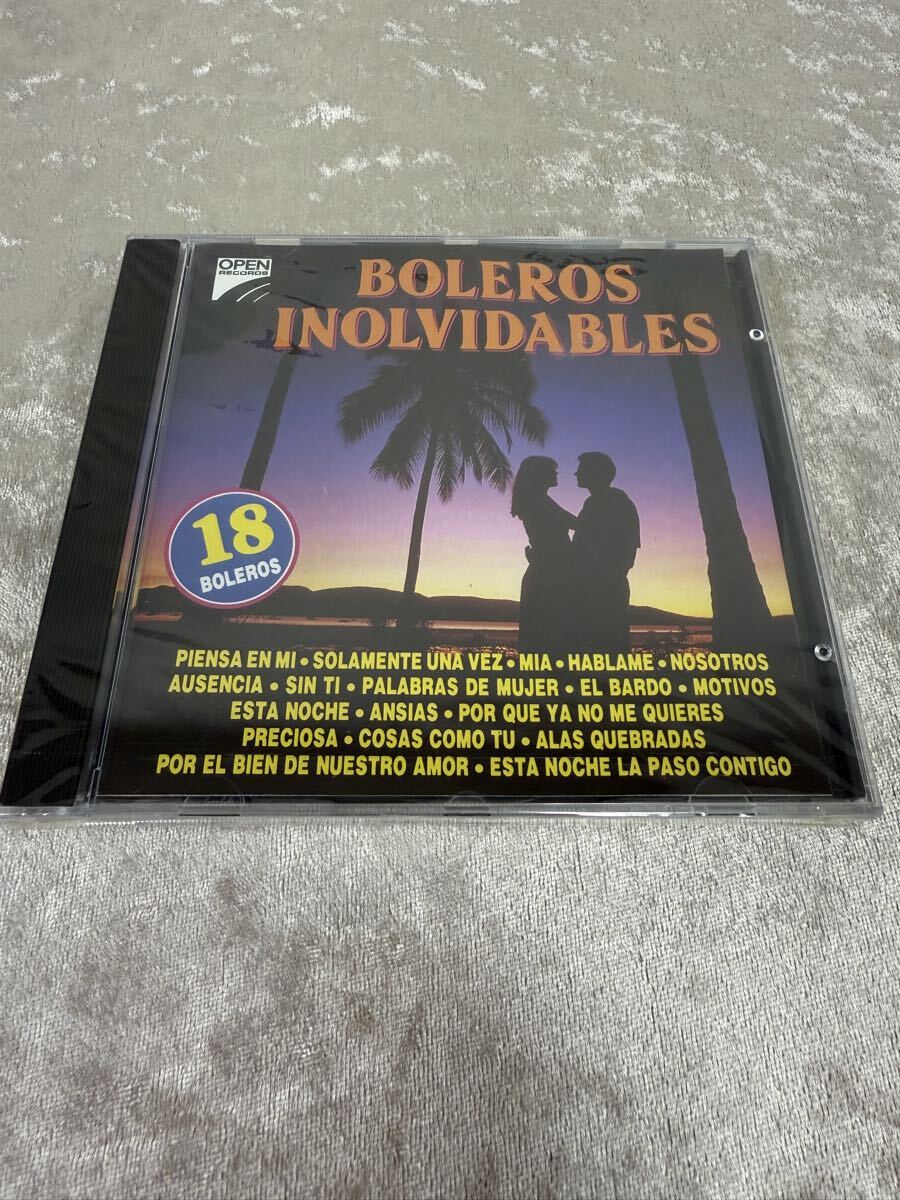 OPEN
RECORDS
BOLEROS
INOLVIDABLES
18
BOLEROS
PIENSA EN MI • SOLAMENTE UNA VEZ • MIA • HABLAME • NOSOTROS
AUSENCIA • SIN TI • PALABRAS DE MUJER • EL BARDO • MOTIVOS
ESTA NOCHE • ANSIAS • POR QUE YA NO ME QUIERES
PRECIOSA • COSAS COMO TU • ALAS QUEBRADAS
POR EL BIEN DE NUESTRO AMOR • ESTA NOCHE LA PASO CONTIGO